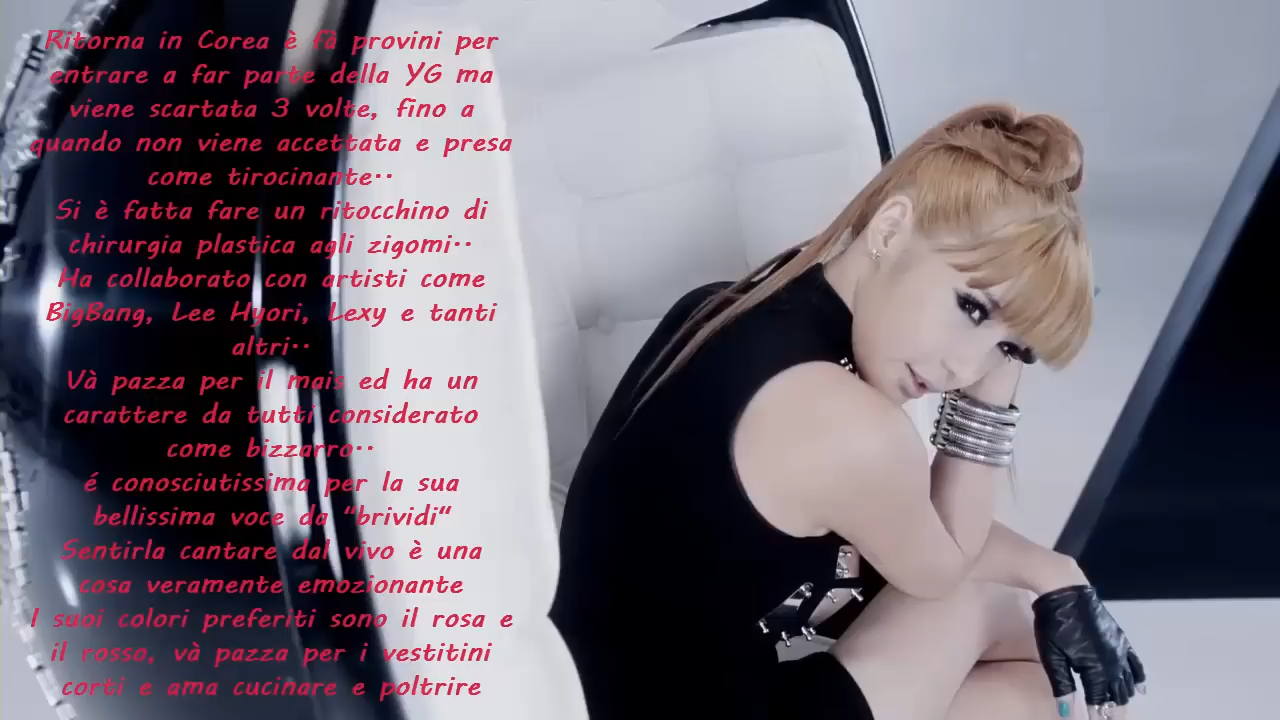 Ritorna in Corea è fà provini per
entrare a far parte della YG ma
viene scartata 3 volte, fino a
quando non viene accettata e presa
come tirocinante..
Si è fatta fare un ritocchino di
chirurgia plastica agli zigomi..
Ha collaborato con artisti come
BigBang, Lee Hyori, Lexy e tanti
altri..
Và pazza per il mais ed ha un
carattere da tutti considerato
come bizzarro..
é conosciutissima per la sua
bellissima voce da "brividi"
Sentirla cantare dal vivo è una
cosa veramente emozionante
I suoi colori preferiti sono il rosa e
il rosso, và pazza per i vestitini
corti e ama cucinare e poltrire